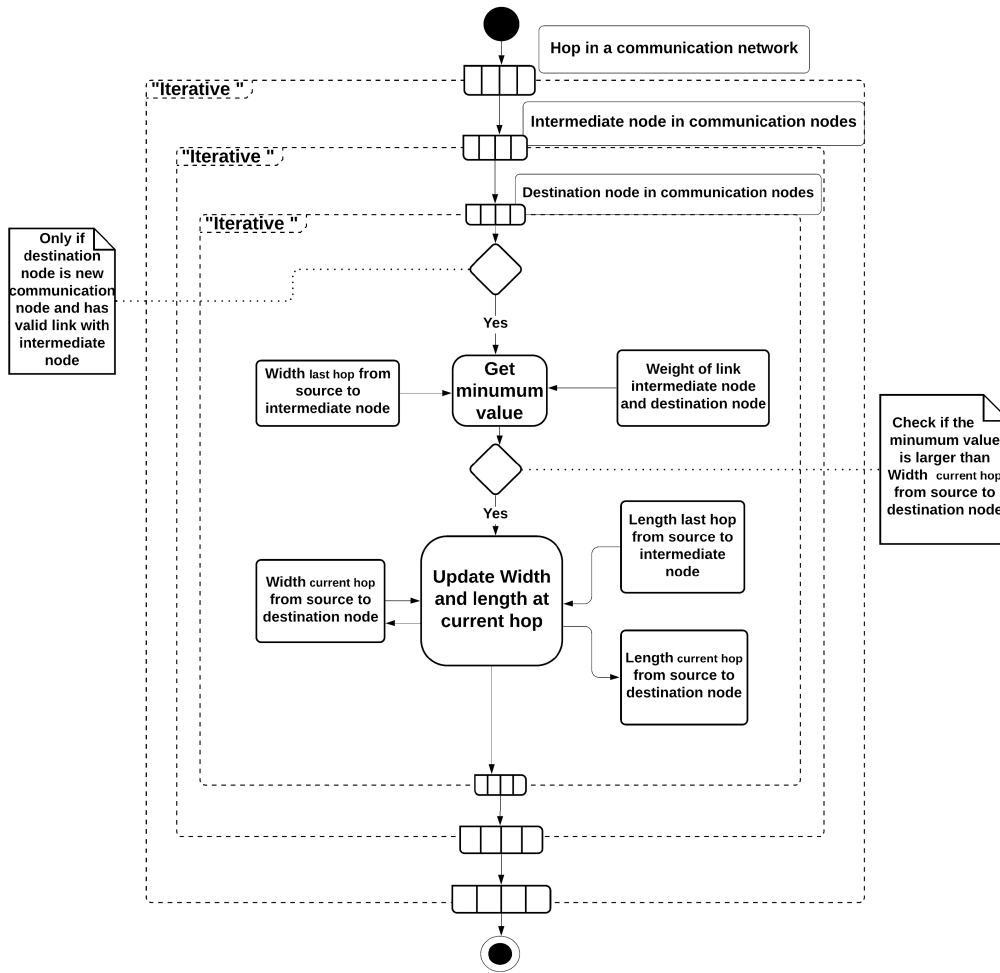 Hop in a communication network
"Iterative "
Intermediate node in communication nodes
"Iterative "
Destination node in communication nodes
"Iterative "
Only if
destination
node is new
communication
node and has
valid link with
intermediate
node
Yes
Width last hop from
source to
intermediate node
Get
minumum
value
Weight of link
intermediate node
and destination node
Check if the
minumum value
is larger than
Width current hop
from source to
destination node
Yes
Length last hop
from source to
intermediate
node
Width current hop
from source to
destination node
Update Width
and length at
current hop
Length current hop
from source to
destination node